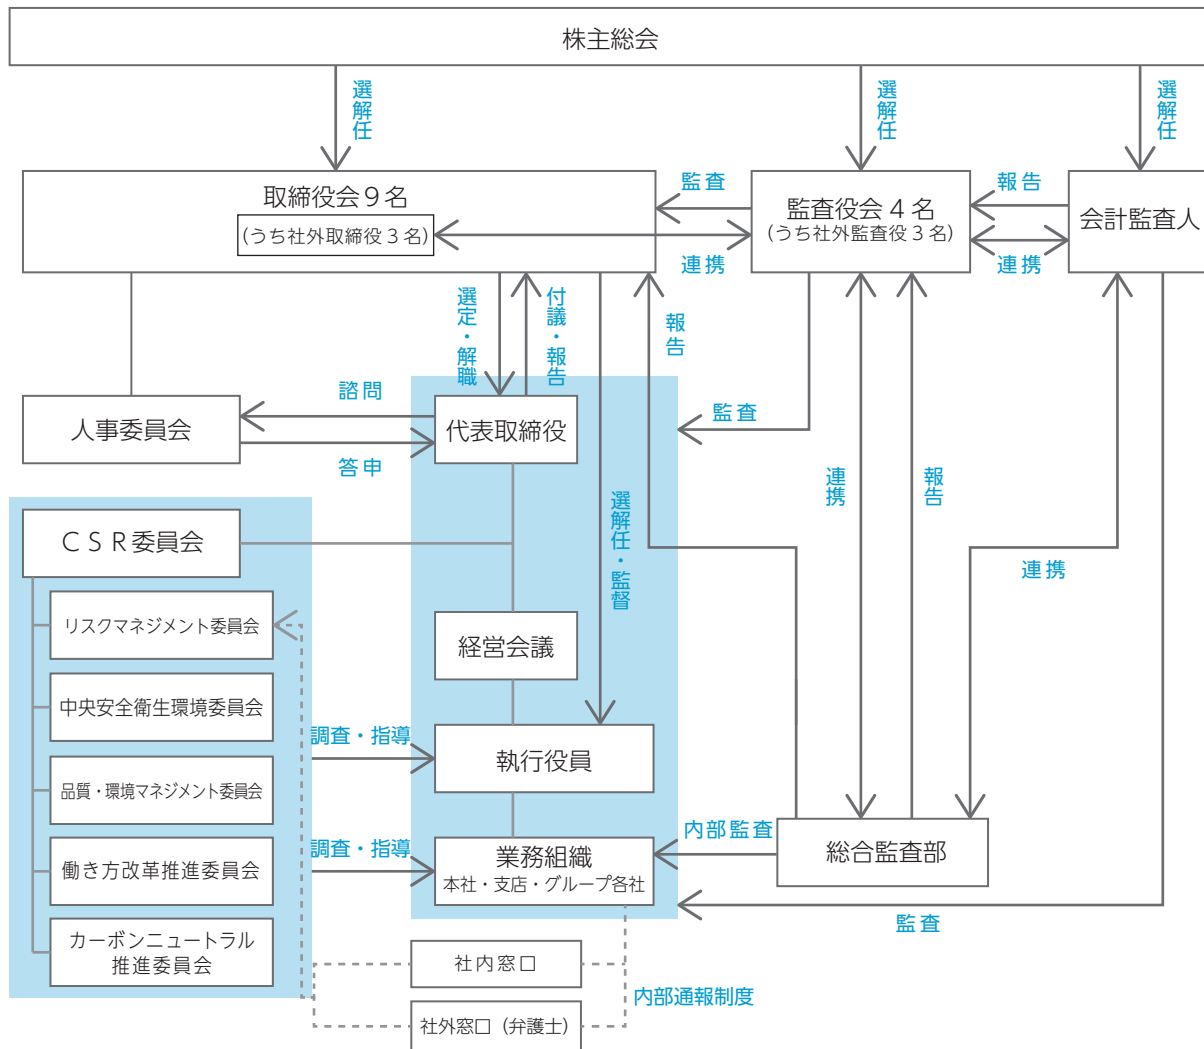 株主総会
選解任
選解任
選解任
取締役会9名
(うち社外取締役3名)
監査
連携
監査役会4名
(うち社外監査役3名)
報告
連携
会計監査人
選定・解職
付議・報告
報告
監査
諮問
答申
人事委員会
代表取締役
連携
報告
連携
選解任・監督
CSR委員会
リスクマネジメント委員会
中央安全衛生環境委員会
品質・環境マネジメント委員会
働き方改革推進委員会
カーボンニュートラル
推進委員会
経営会議
調査・指導
執行役員
調査・指導
業務組織
本社・支店・グループ各社
内部監査
総合監査部
監査
社内窓口
社外窓口(弁護士)
内部通報制度